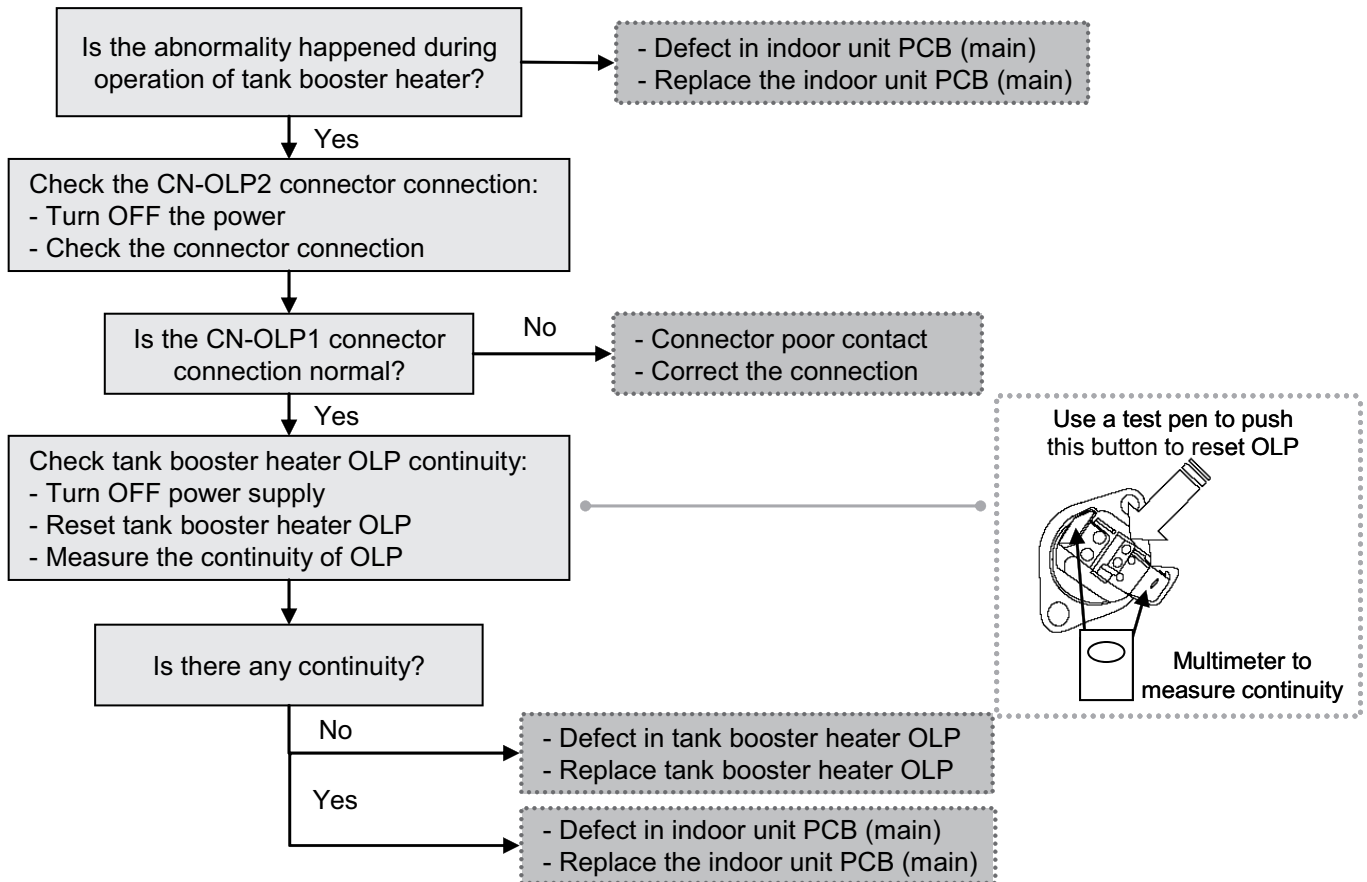 Is the abnormality happened during
operation of tank booster heater?
- Defect in indoor unit PCB (main)
- Replace the indoor unit PCB (main)
Yes
Check the CN-OLP2 connector connection:
- Turn OFF the power
- Check the connector connection
Is the CN-OLP1 connector
connection normal?
No
- Connector poor contact
- Correct the connection
Yes
Check tank booster heater OLP continuity:
- Turn OFF power supply
- Reset tank booster heater OLP
- Measure the continuity of OLP
Use a test pen to push
this button to reset OLP
Multimeter to
measure continuity
Is there any continuity?
No
- Defect in tank booster heater OLP
- Replace tank booster heater OLP
Yes
- Defect in indoor unit PCB (main)
- Replace the indoor unit PCB (main)